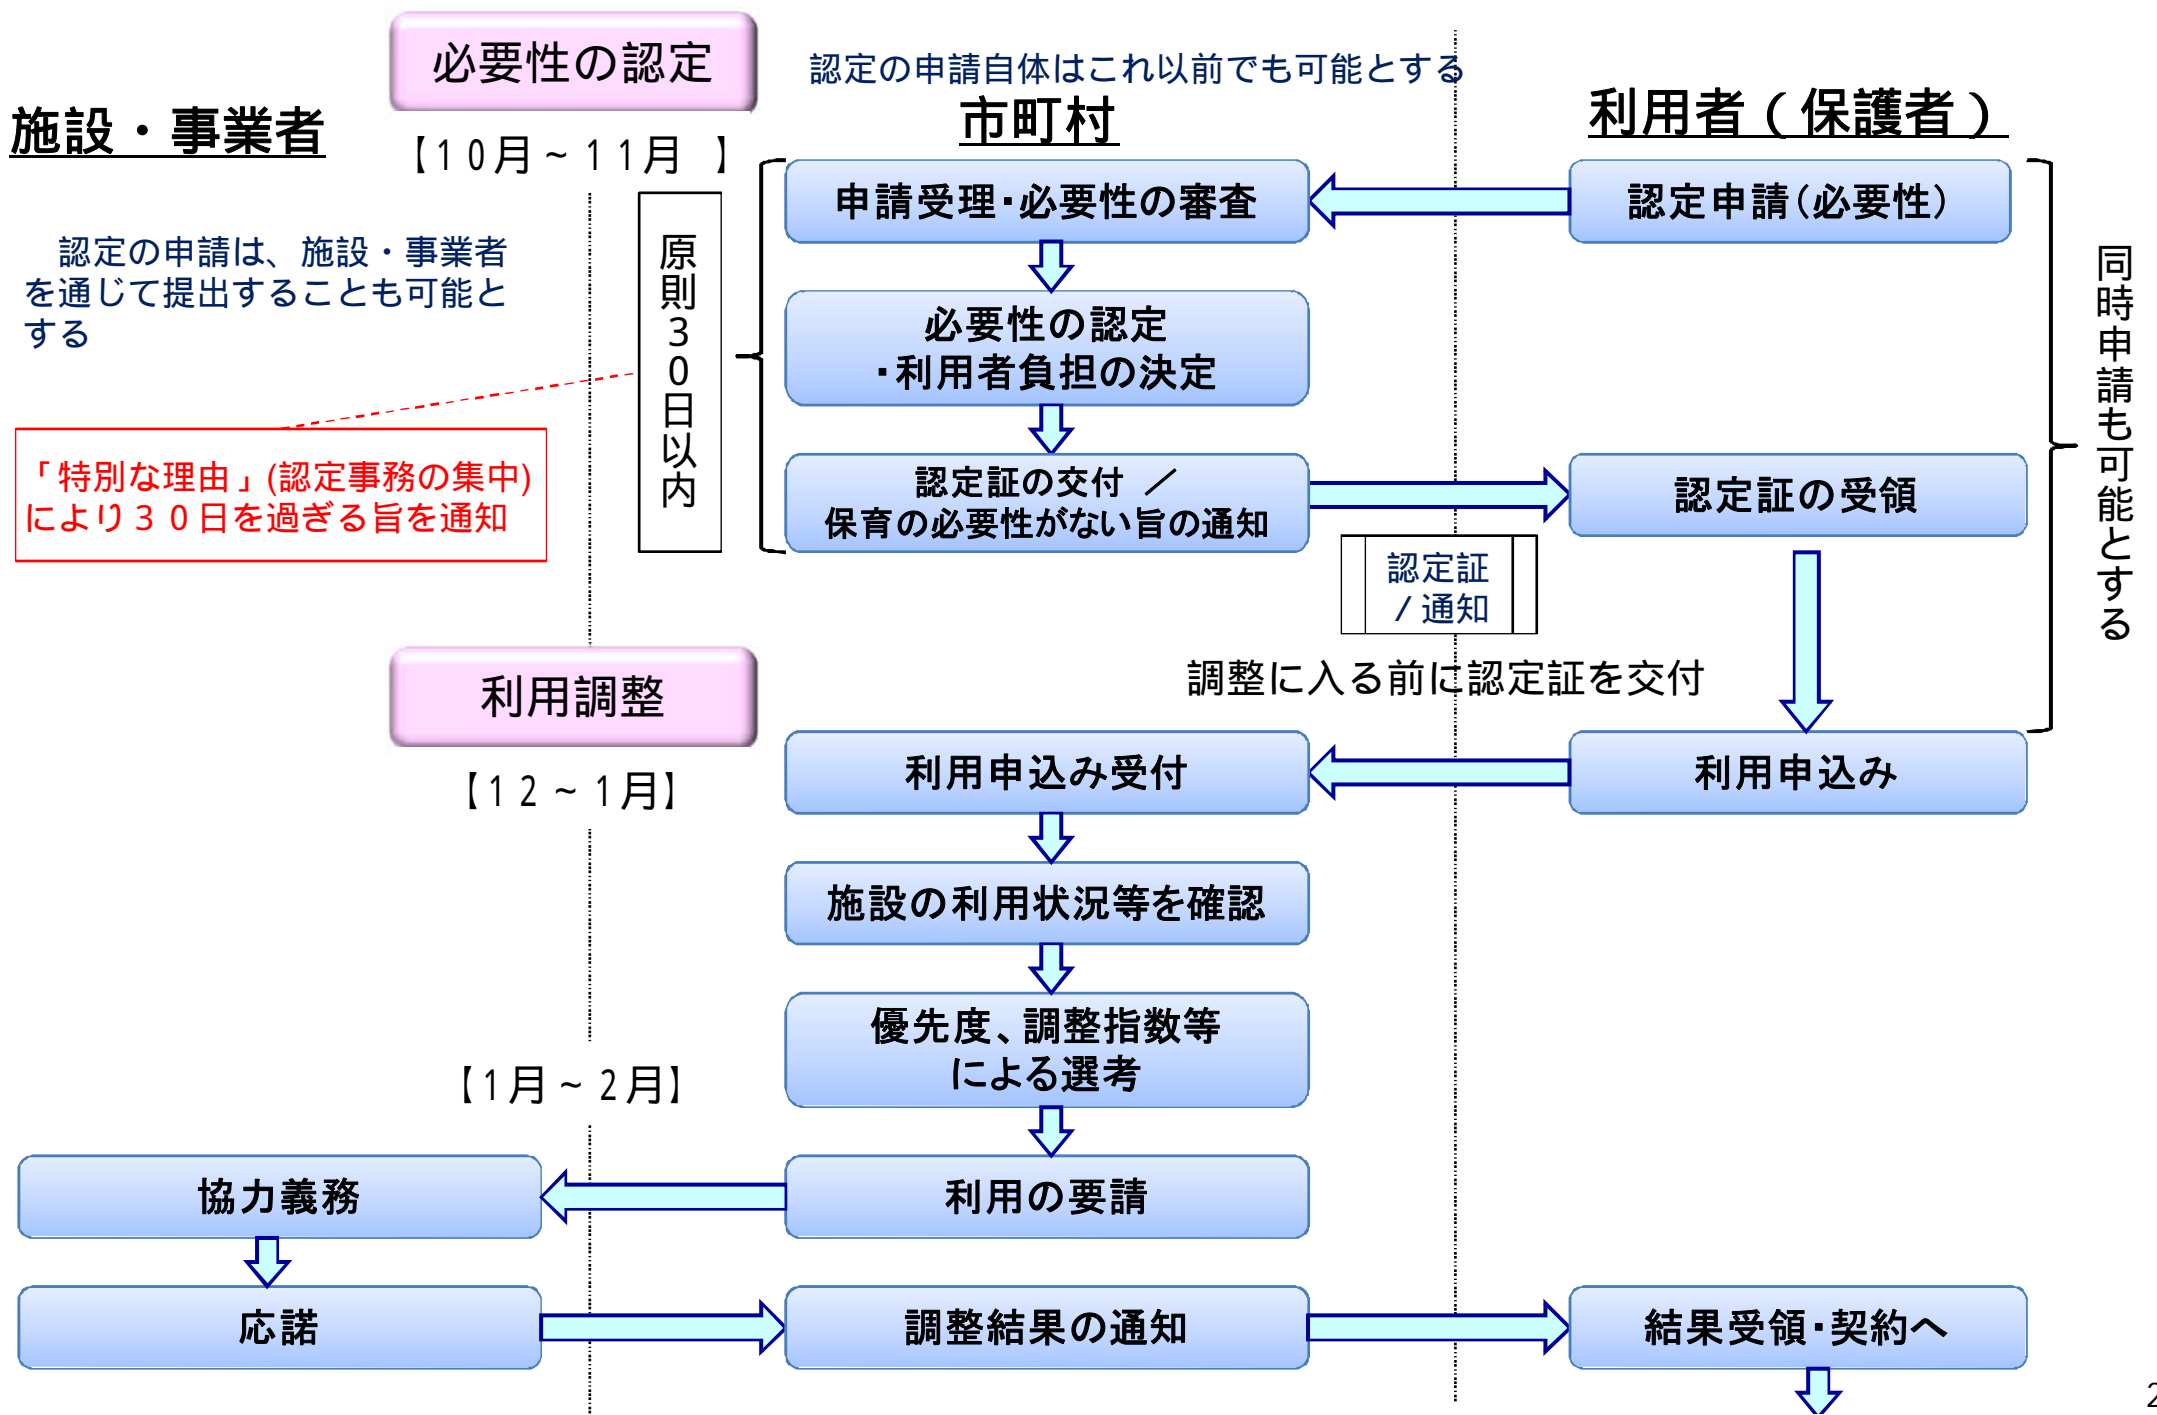 必要性の認定
認定の申請自体はこれ以前でも可能とする
施設・事業者
市町村
利用者(保護者)
【10月~11月 】
申請受理・必要性の審査
認定申請(必要性)
認定の申請は、施設・事業者
を通じて提出することも可能と
する
原則30日以内
必要性の認定
・利用者負担の決定
同時申請も可能とする
「特別な理由」(認定事務の集中)
により30日を過ぎる旨を通知
認定証の交付 /
保育の必要性がない旨の通知
認定証の受領
認定証
/通知
調整に入る前に認定証を交付
利用調整
【12~1月】
利用申込み受付
利用申込み
施設の利用状況等を確認
優先度、調整指数等
による選考
【1月~2月】
協力義務
利用の要請
応諾
調整結果の通知
結果受領・契約へ
2